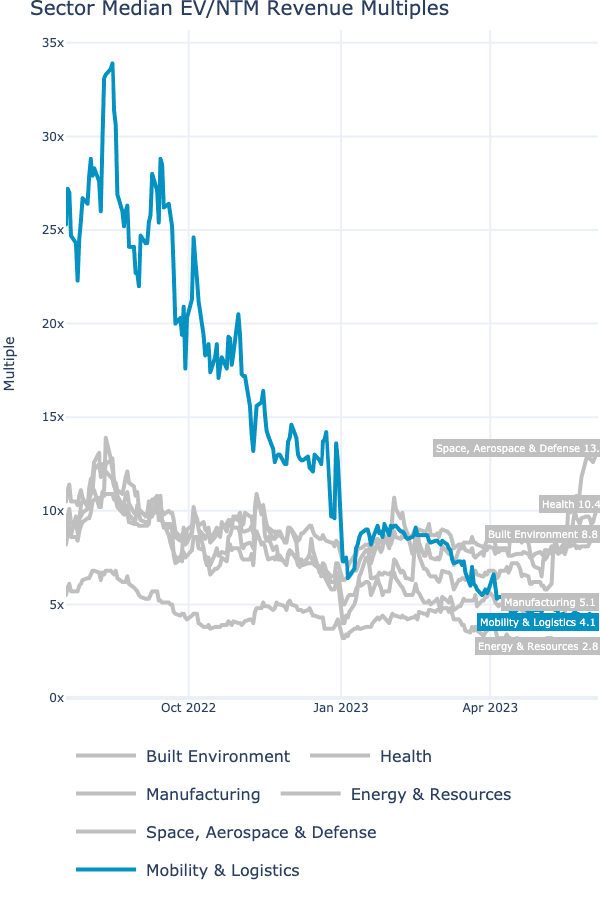 Sector Median EV/NTM Revenue Multiples
35x
30x
25x
20x
15x
10x
5x
0x
Multiple
Space, Aerospace & Defense 13.
Health 10.4
Built Environment 8.8
Manufacturing 5.1
Mobility & Logistics 4.1
Energy & Resources 2.8
Oct 2022 Jan 2023 Apr 2023
Built Environment Health
Manufacturing Energy & Resources
Space, Aerospace & Defense
Mobility & Logistics